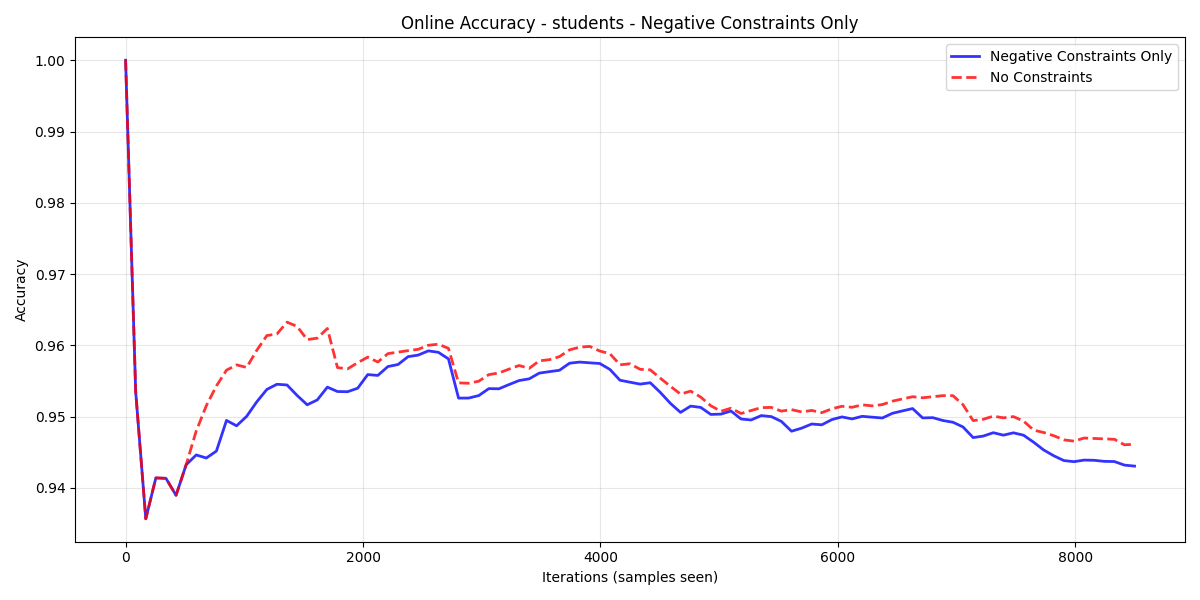 Online Accuracy - students - Negative Constraints Only
Negative Constraints Only
No Constraints
Accuracy
1.00
0.99
0.98
0.97
0.96
0.95
0.94
0
2000
4000
6000
8000
Iterations (samples seen)